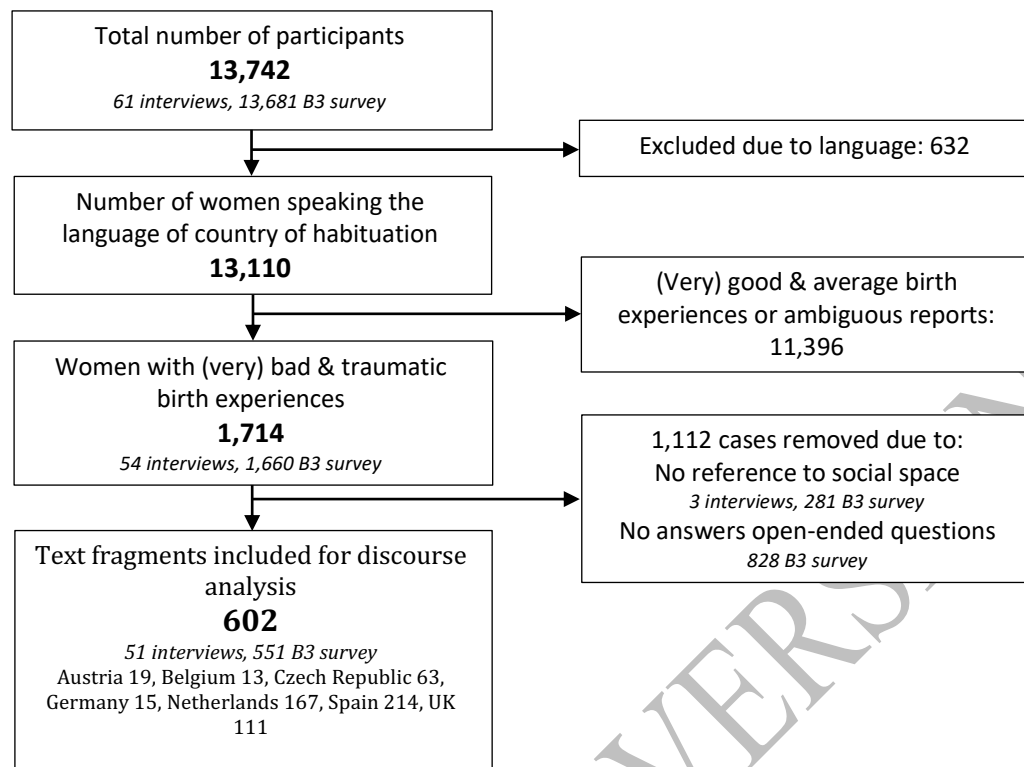 Total number of participants
13,742
61 interviews, 13,681 B3 survey
Excluded due to language: 632
Number of women speaking the
language of country of habituation
13,110
(Very) good & average birth
experiences or ambiguous reports:
11,396
Women with (very) bad & traumatic
birth experiences
1,714
54 interviews, 1,660 B3 survey
1,112 cases removed due to:
No reference to social space
3 interviews, 281 B3 survey
No answers open-ended questions
828 B3 survey
Text fragments included for discourse
analysis
602
51 interviews, 551 B3 survey
Austria 19, Belgium 13, Czech Republic 63,
Germany 15, Netherlands 167, Spain 214, UK
111